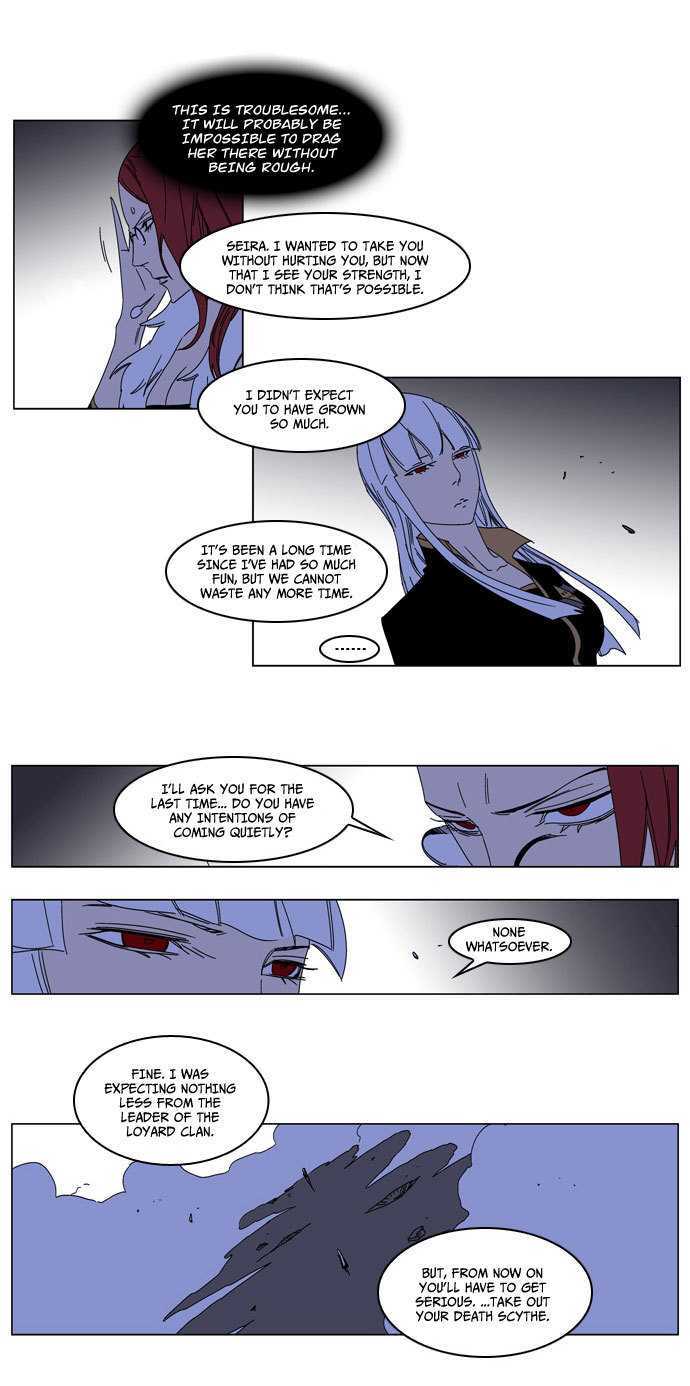 THIS IS TROUBLESOME...
IT WILL PROBABLY BE
IMPOSSIBLE TO DRAG
HER THERE WITHOUT
BEING ROUGH.
SEIRA. I WANTED TO TAKE YOU
WITHOUT HURTING YOU, BUT NOW
THAT I SEE YOUR STRENGTH, I
DON'T THINK THAT'S POSSIBLE.
I DIDN'T EXPECT
YOU TO HAVE GROWN
SO MUCH.
IT'S BEEN A LONG TIME
SINCE I'VE HAD SO MUCH
FUN, BUT WE CANNOT
WASTE ANY MORE TIME.
------
I'LL ASK YOU FOR THE
LAST TIME... DO YOU HAVE
ANY INTENTIONS OF
COMING QUIETLY?
NONE
WHATSOEVER.
FINE. I WAS
EXPECTING NOTHING
LESS FROM THE
LEADER OF THE
LOYARD CLAN.
BUT, FROM NOW ON
YOU'LL HAVE TO GET
SERIOUS. ...TAKE OUT
YOUR DEATH SCYTHE.